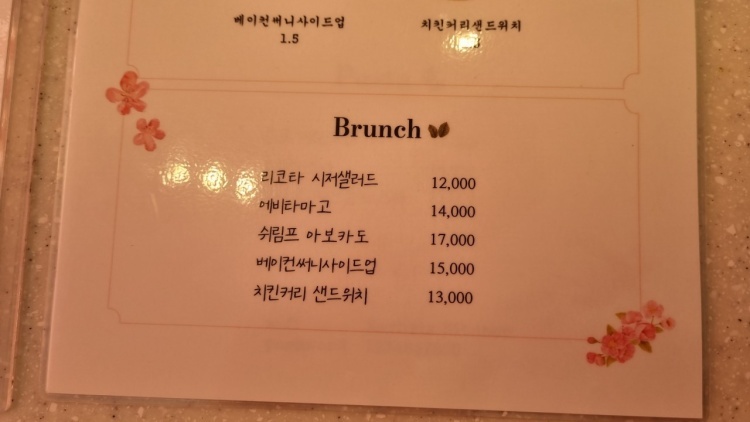 베이컨써니사이드업
치킨커리샌드위치
1.5
Brunch
리코타 시저샐러드 12,000
에비타마고 14,000
쉬림프 아보카도 17,000
베이컨써니사이드업 15,000
치킨커리 샌드위치 13,000